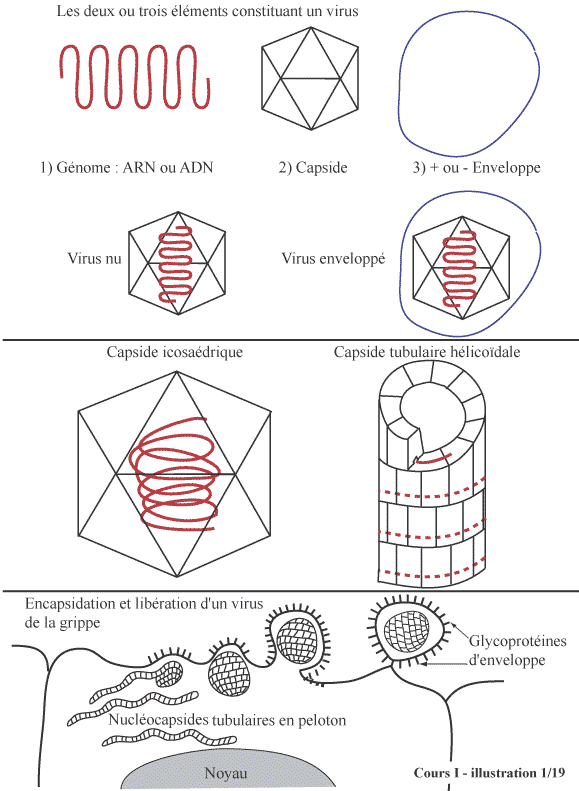 Les deux ou trois éléments constituant un virus
1) Génome : ARN ou ADN
2) Capside
3) + ou - Enveloppe
Virus nu
Virus enveloppé
Capside icosaédrique
Capside tubulaire hélicoïdale
Encapsidation et libération d'un virus
de la grippe
Glycoprotéines
d'enveloppe
Nucléocapsides tubulaires en peloton
Noyau
Cours I - illustration 1/19